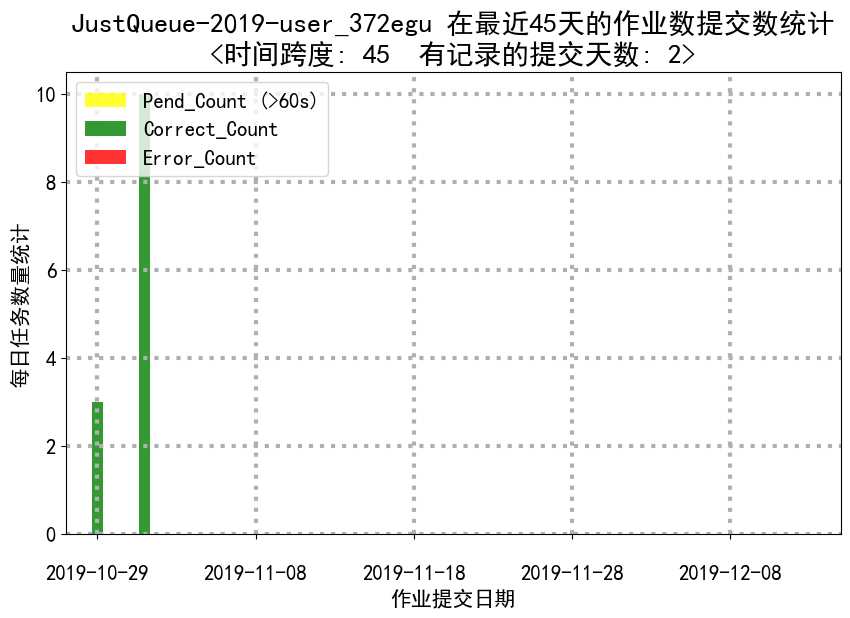 JustQueue-2019-user_372egu 在最近45天的作业数提交数统计
<时间跨度: 45  有记录的提交天数: 2>
Pend_Count (>60s)
Correct_Count
Error_Count
每日任务数量统计
10
8
6
4
2
0
2019-10-29
2019-11-08
2019-11-18
2019-11-28
2019-12-08
作业提交日期